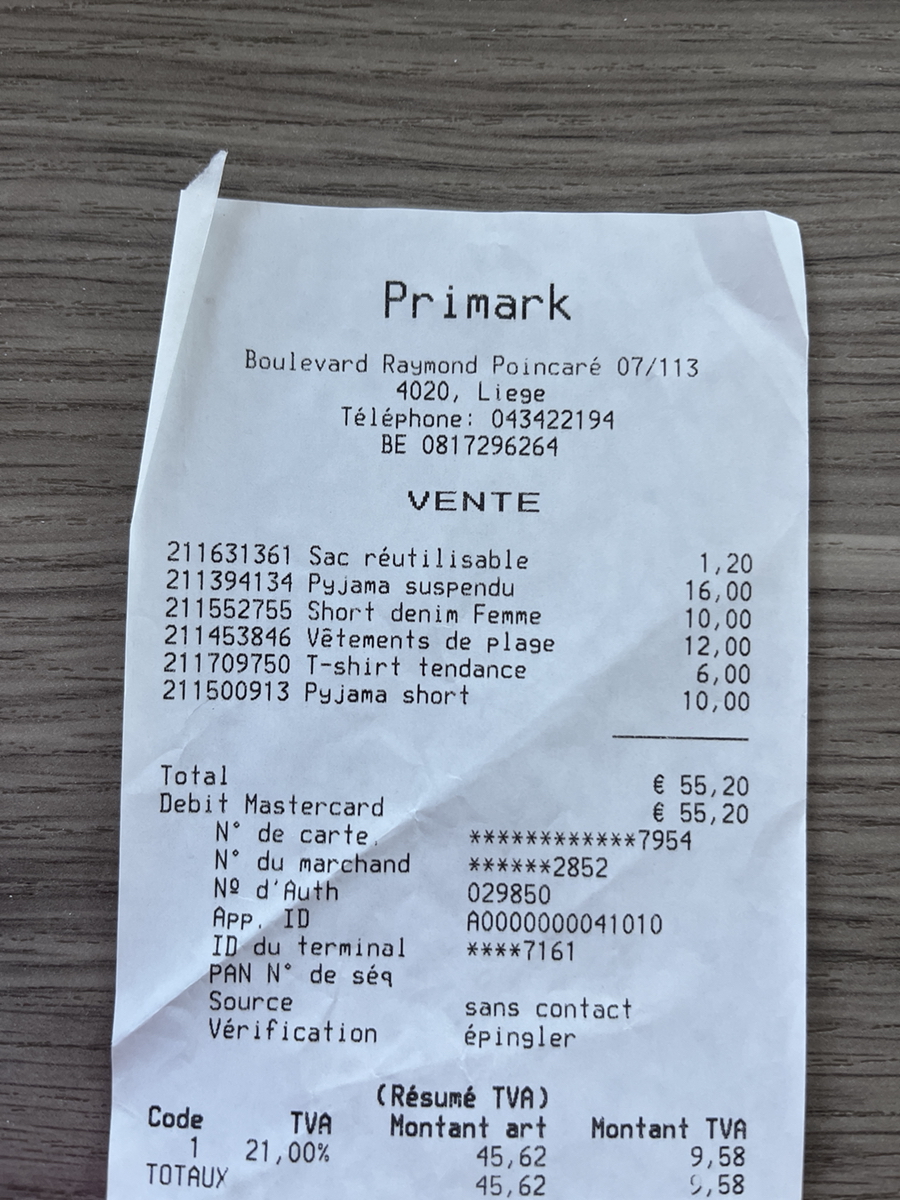 Primark
Boulevard Raymond Poincaré 07/113
4020, Liege
Téléphone: 043422194
BE 0817296264
VENTE
211631361 Sac réutilisable 1,20
211394134 Pyjama suspendu 16,00
211552755 Short denim Femme 10,00
211453846 Vêtements de plage 12,00
211709750 T-shirt tendance 6,00
211500913 Pyjama short 10,00
Total € 55,20
Debit Mastercard € 55,20
N° de carte. ************7954
N° du marchand ******2852
Nº d'Auth 029850
App. ID A0000000041010
ID du terminal ****7161
PAN N° de séq
Source sans contact
Vérification épingler
(Résumé TVA)
Code TVA Montant art Montant TVA
1 21,00% 45,62 9,58
TOTAUX 45,62 9,58